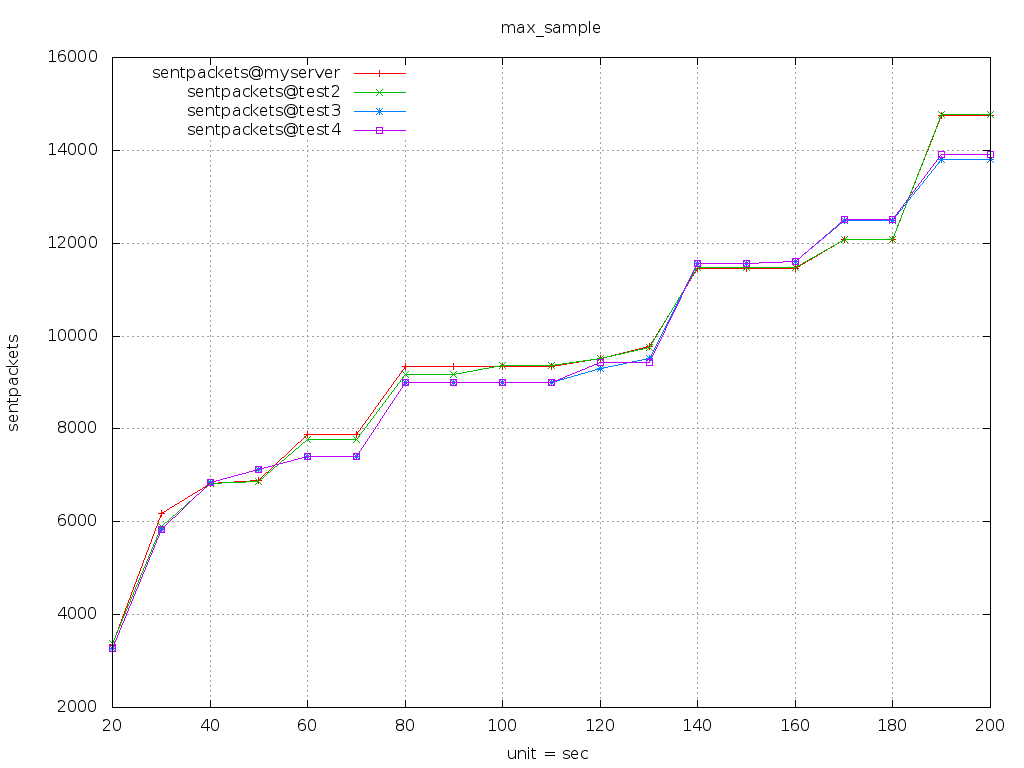 max_sample
16000
14000
12000
10000
8000
6000
4000
2000
sentpackets
sentpackets@myserver
sentpackets@test2
sentpackets@test3
sentpackets@test4
20 40 60 80 100 120 140 160 180 200
unit = sec